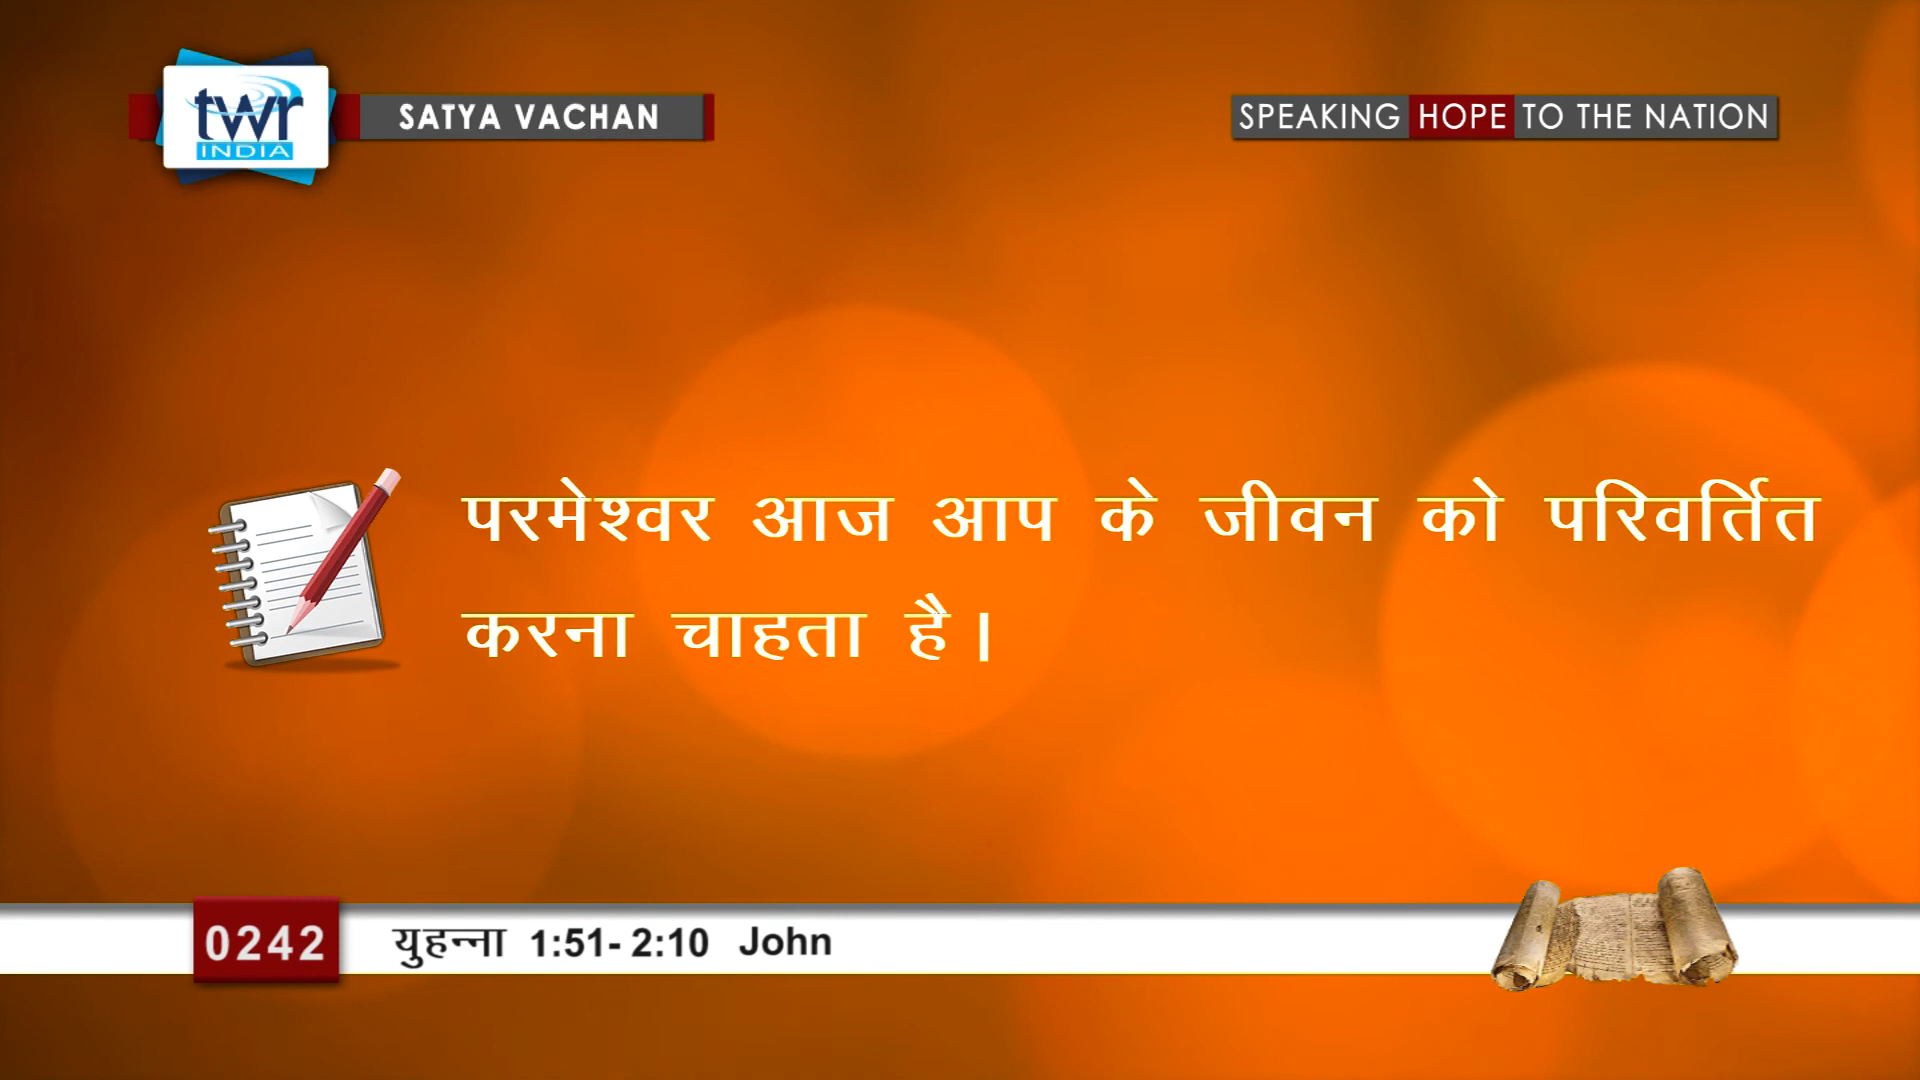 twr
INDIA
SATYA VACHAN
SPEAKING HOPE TO THE NATION
परमेश्वर आज आप के जीवन को परिवर्तित
करना चाहता है।
0242 युहन्ना 1:51- 2:10 John